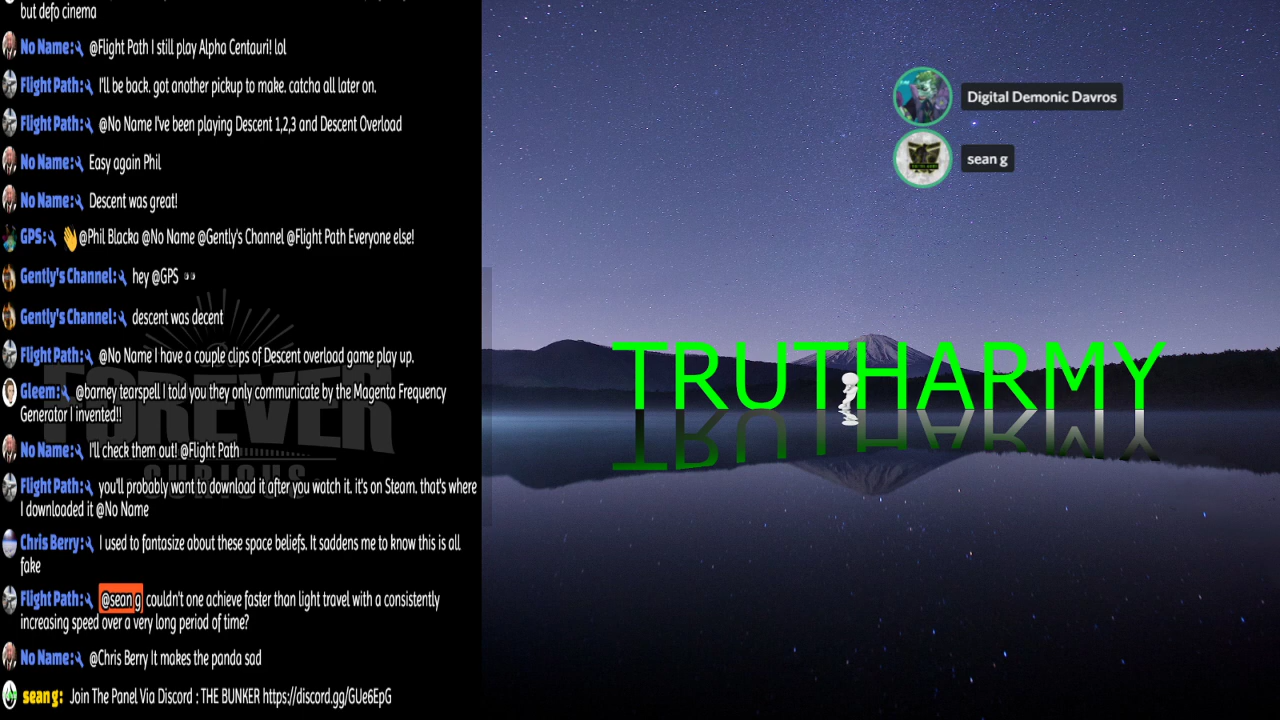 but defo cinema
No Name: @Flight Path I still play Alpha Centauri! lol
Flight Path: I'll be back. got another pickup to make. catcha all later on.
Flight Path: @No Name I've been playing Descent 1,2,3 and Descent Overload
No Name: Easy again Phil
No Name: Descent was great!
GPS: 👋@Phil Blacka @No Name @Gently's Channel @Flight Path Everyone else!
Gently's Channel: hey @GPS 👀
Gently's Channel: descent was decent
Flight Path: @No Name I have a couple clips of Descent overload game play up.
Gleem: @barney tearspell I told you they only communicate by the Magenta Frequency
Generator I invented!!
No Name: I'll check them out! @Flight Path
Flight Path: you'll probably want to download it after you watch it. it's on Steam. that's where
I downloaded it @No Name
Chris Berry: I used to fantasize about these space beliefs. It saddens me to know this is all
fake
Flight Path: @sean g couldn't one achieve faster than light travel with a consistently
increasing speed over a very long period of time?
No Name: @Chris Berry It makes the panda sad
sean g: Join The Panel Via Discord : THE BUNKER https://discord.gg/GUe6EpG
FOREVER
CURIOUS
Digital Demonic Davros
sean g
TRUTHARMY